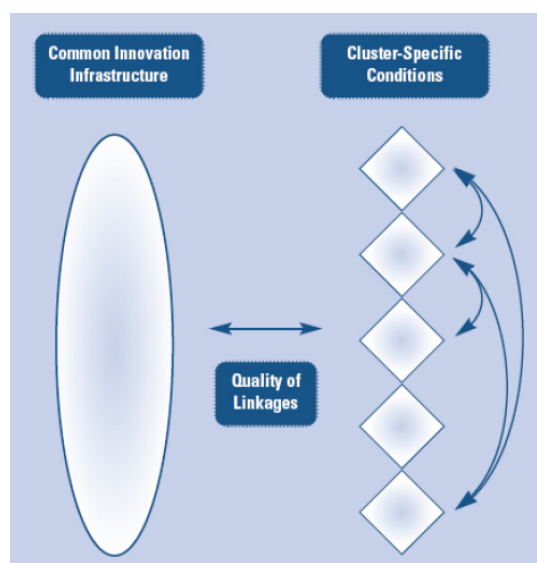 Common Innovation
Infrastructure
Cluster-Specific
Conditions
Quality of
Linkages